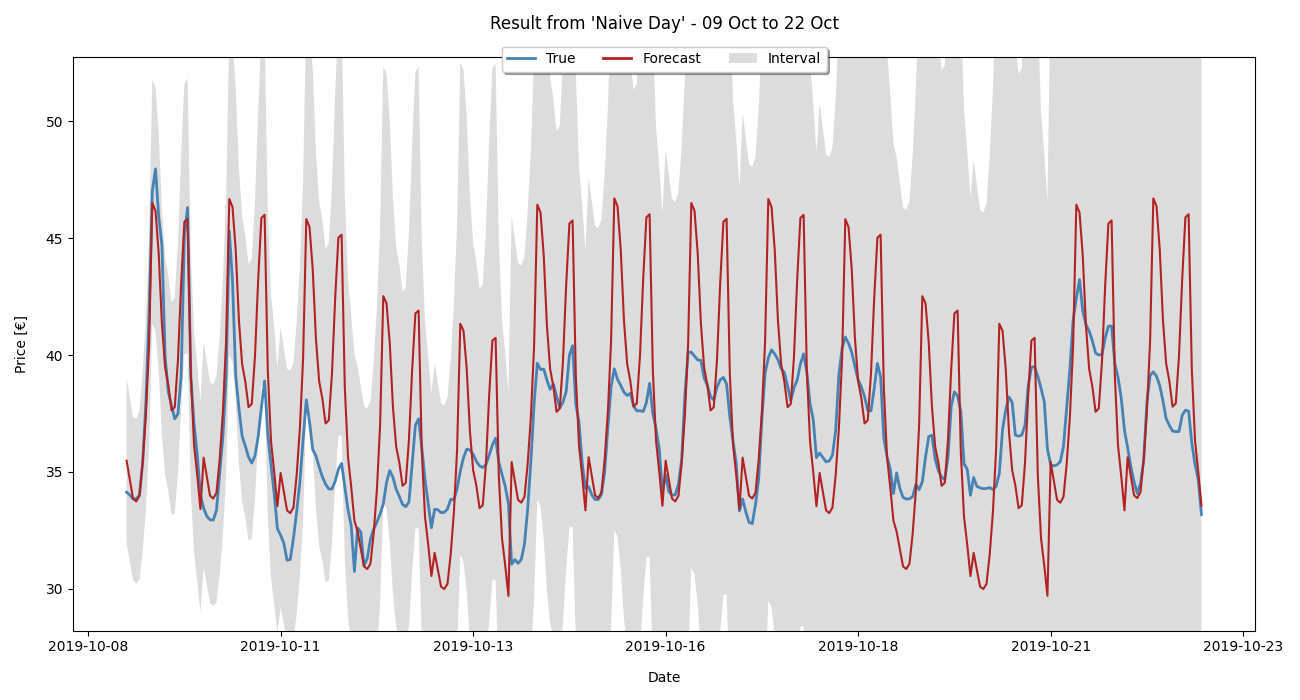 Result from 'Naive Day' - 09 Oct to 22 Oct
True Forecast Interval
Price [€]
50
45
40
35
30
2019-10-08 2019-10-11 2019-10-13 2019-10-16 2019-10-18 2019-10-21 2019-10-23
Date